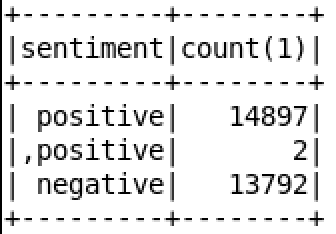 +---------+--------+
|sentiment|count(1)|
+---------+--------+
| positive|   14897|
|,positive|       2|
| negative|   13792|
+---------+--------+